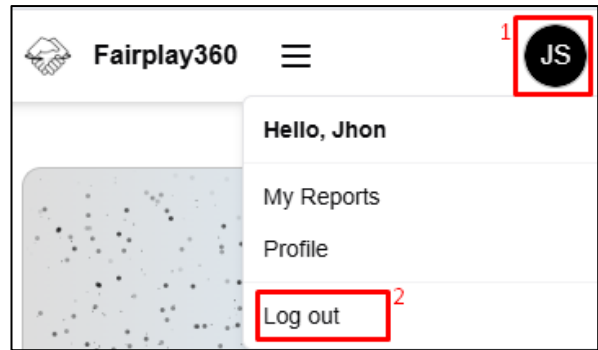 Fairplay360
1
JS
Hello, Jhon
My Reports
Profile
Log out
2